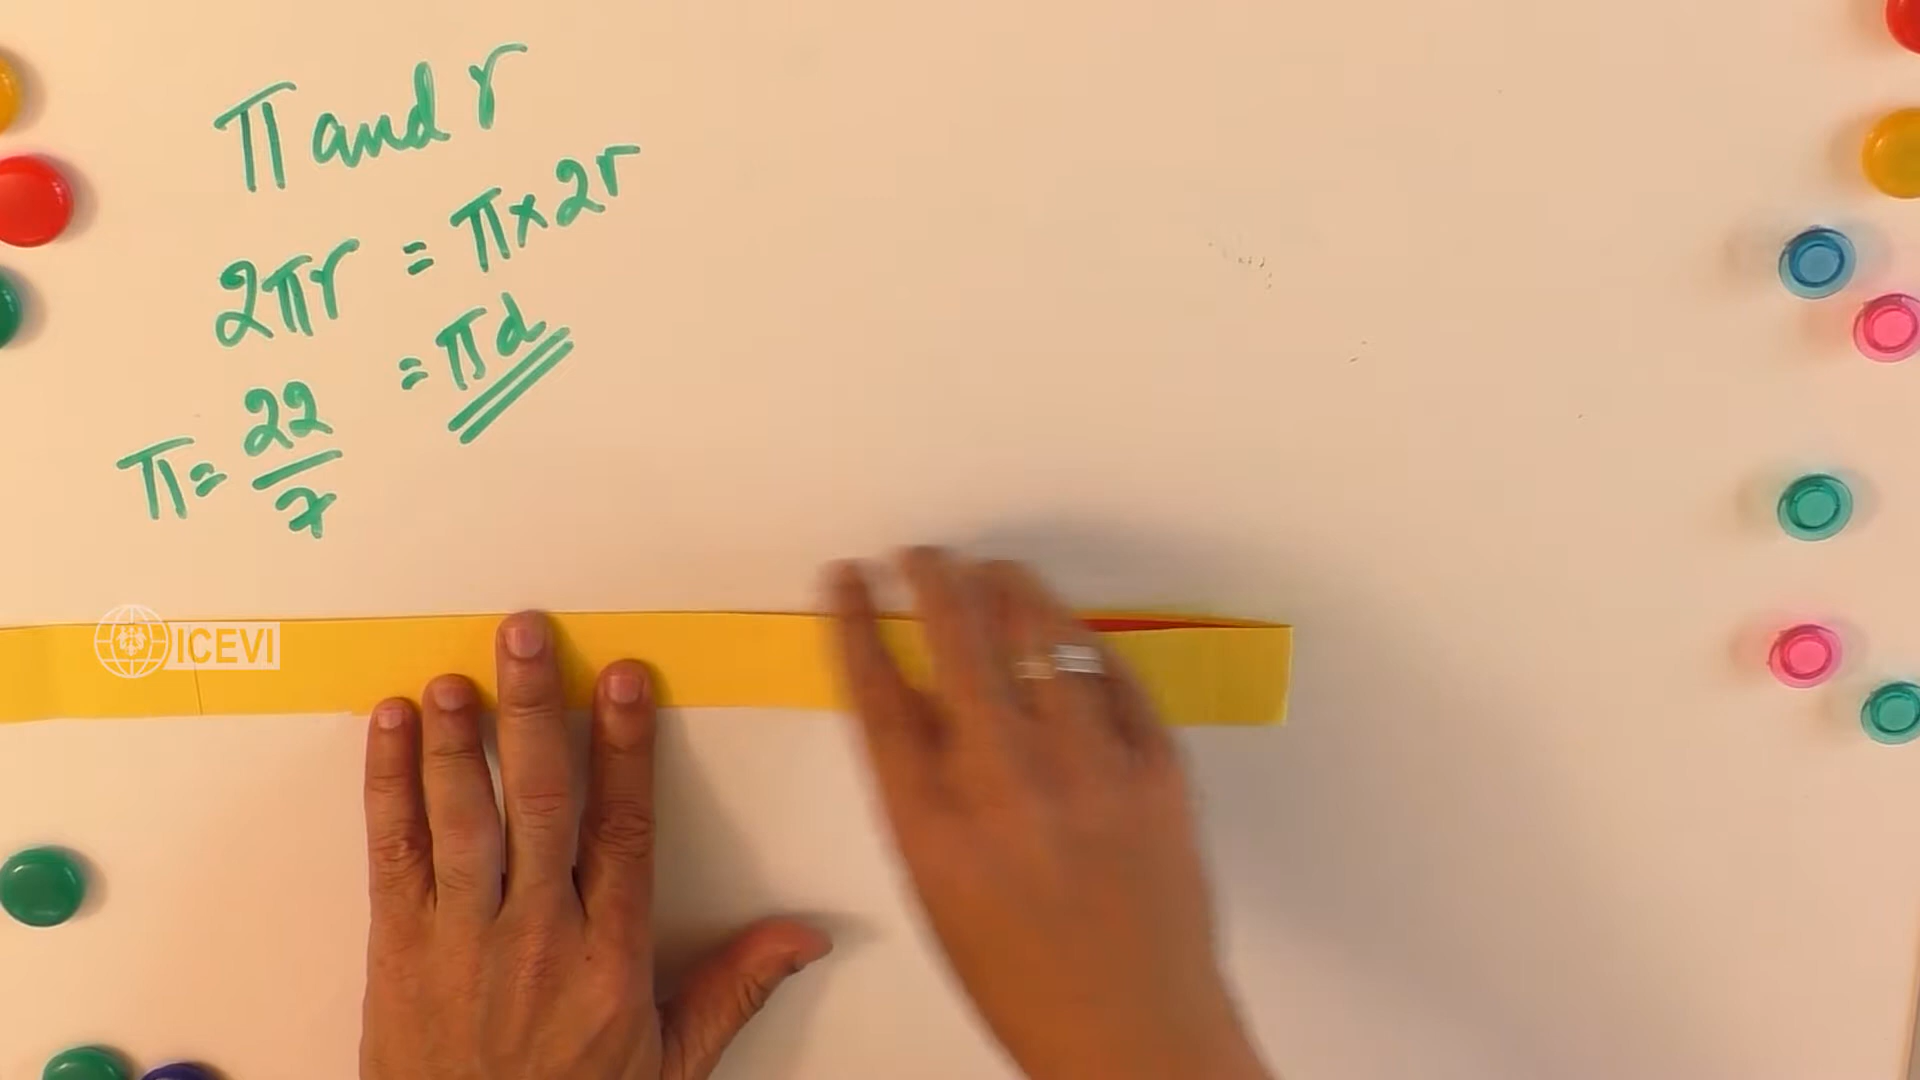 π and r
2πr = π×2r
= πd
π = 22/7
ICEVI